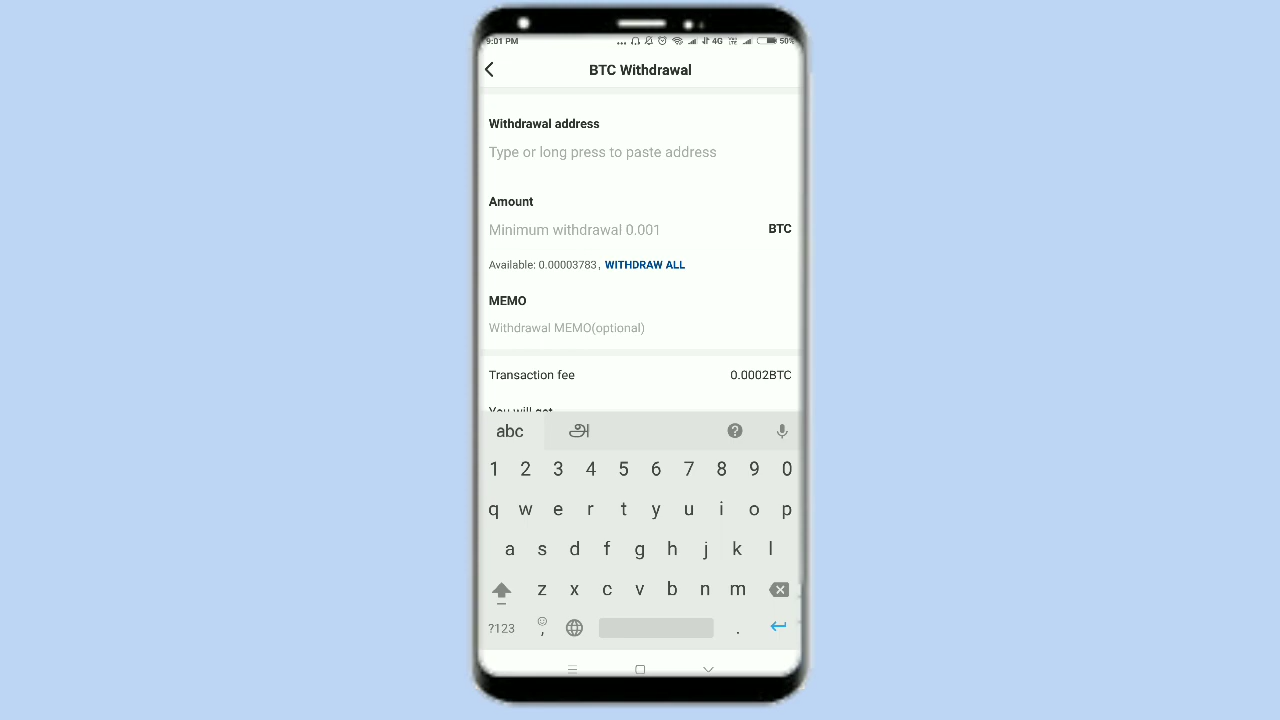 9:01 PM ... 4G 50%
BTC Withdrawal
Withdrawal address
Type or long press to paste address
Amount
Minimum withdrawal 0.001 BTC
Available: 0.00003783, WITHDRAW ALL
MEMO
Withdrawal MEMO(optional)
Transaction fee 0.0002BTC
You will get
abc அ
1 2 3 4 5 6 7 8 9 0
q w e r t y u i o p
a s d f g h j k l
z x c v b n m
?123 , .